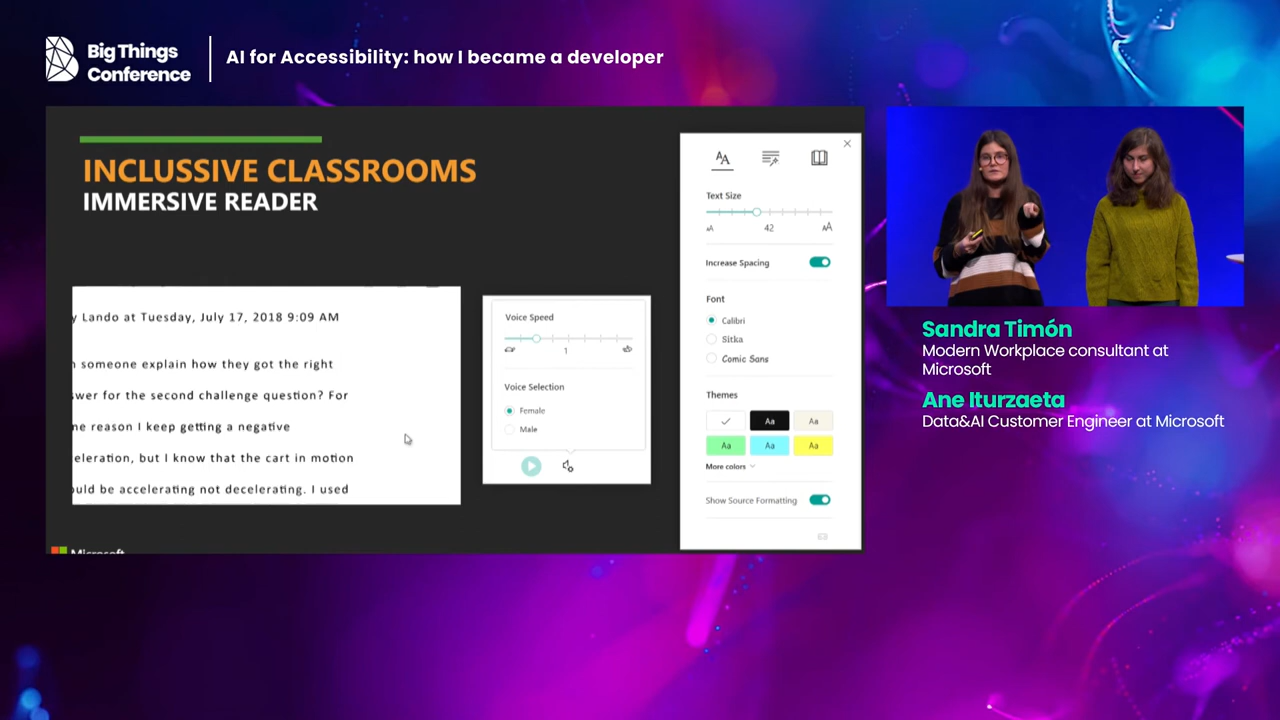 Big Things
Conference
AI for Accessibility: how I became a developer
INCLUSSIVE CLASSROOMS
IMMERSIVE READER
y Lando at Tuesday, July 17, 2018 9:09 AM
someone explain how they got the right
wer for the second challenge question? For
ne reason I keep getting a negative
eleration, but I know that the cart in motion
uld be accelerating not decelerating. I used
Voice Speed
1
Voice Selection
Female
Male
AA
Text Size
AA
42
AA
Increase Spacing
Font
Calibri
Sitka
Comic Sans
Themes
Aa Aa
Aa Aa Aa
More colors
Show Source Formatting
Microsoft
Sandra Timón
Modern Workplace consultant at
Microsoft
Ane Iturzaeta
Data&AI Customer Engineer at Microsoft